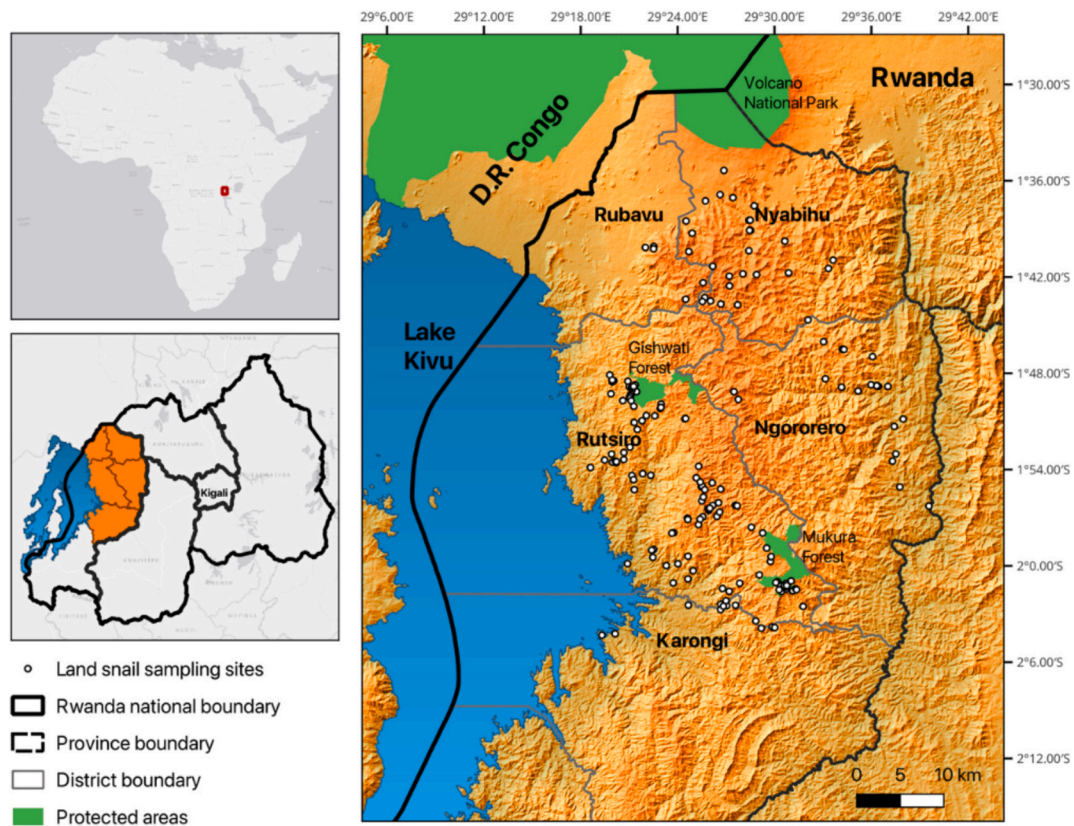 29°6.00'E 29°12.00'E 29°18.00'E 29°24.00'E 29°30.00'E 29°36.00'E 29°42.00'E
Rwanda
Volcano
National Park
D.R. Congo
1°30.00'S
1°36.00'S
Rubavu
Nyabihu
1°42.00'S
Lake
Kivu
Gishwati
Forest
1°48.00'S
Rutsiro
Ngororero
1°54.00'S
Mukura
Forest
2°0.00'S
Karongi
2°6.00'S
2°12.00'S
0 5 10 km
Kigali
Land snail sampling sites
Rwanda national boundary
Province boundary
District boundary
Protected areas